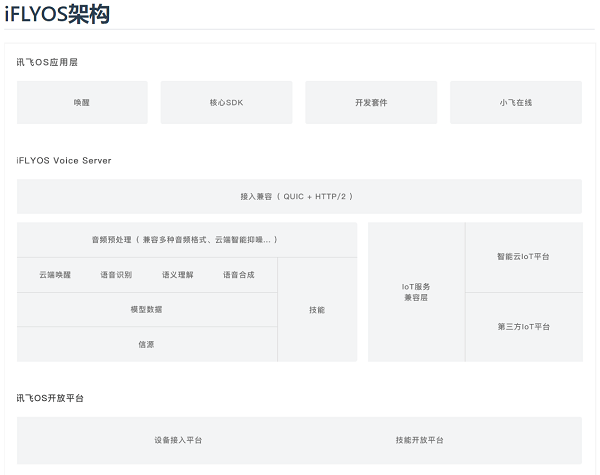 iFLYOS架构
讯飞OS应用层
唤醒
核心SDK
开发套件
小飞在线
iFLYOS Voice Server
接入兼容（ QUIC + HTTP/2 ）
音频预处理（ 兼容多种音频格式、云端智能抑噪... ）
云端唤醒 语音识别 语义理解 语音合成
模型数据
信源
技能
IoT服务
兼容层
智能云IoT平台
第三方IoT平台
讯飞OS开放平台
设备接入平台
技能开放平台